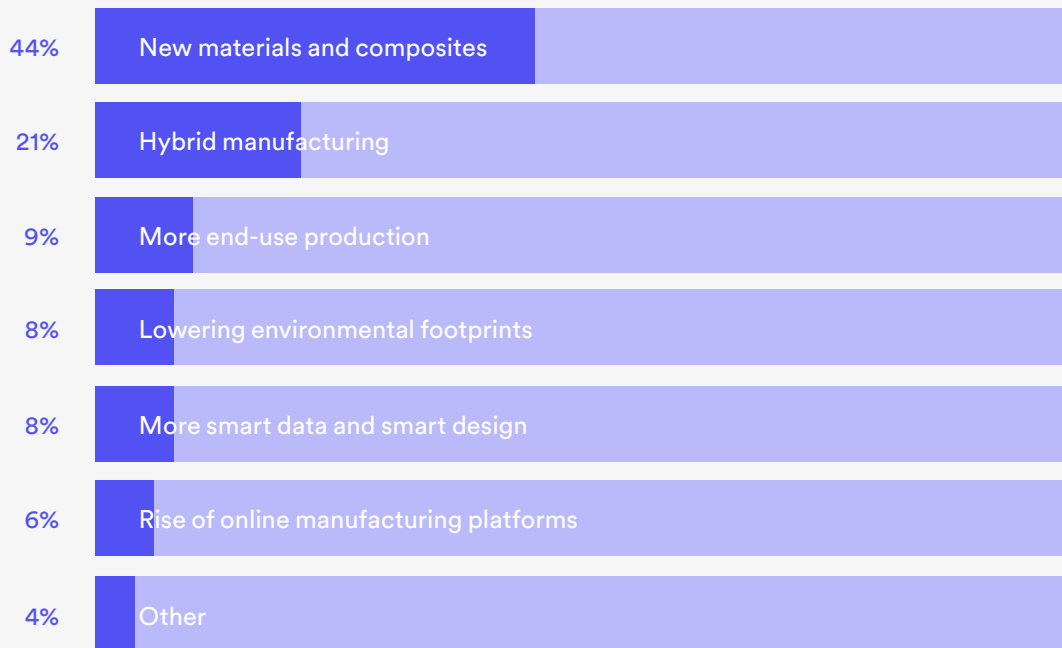 44% New materials and composites
21% Hybrid manufacturing
9% More end-use production
8% Lowering environmental footprints
8% More smart data and smart design
6% Rise of online manufacturing platforms
4% Other